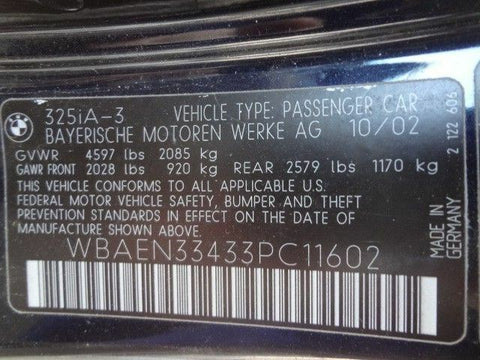 325iA-3 VEHICLE TYPE: PASSENGER CAR
BAYERISCHE MOTOREN WERKE AG 10/02
GVWR 4597 lbs 2085 kg
GAWR FRONT 2028 lbs 920 kg REAR 2579 lbs 1170 kg
THIS VEHICLE CONFORMS TO ALL APPLICABLE
FEDERAL MOTOR VEHICLE SAFETY, BUMPER AND THEFT
STANDARDS IN EFFECT ON THE DATE OF MANUFACTURE
SHOWN ABOVE.
WBAEN33433PC11602
MADE IN
GERMANY
2 122 606